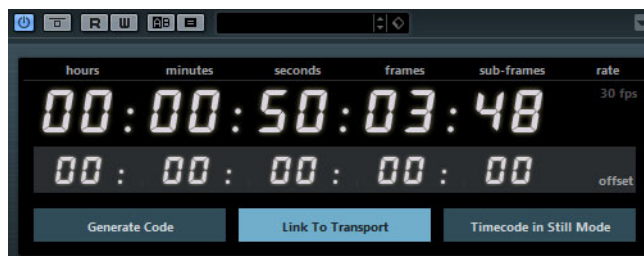 R W AB
hours minutes seconds frames sub-frames rate
00:00:50:03:48 30 fps
00: 00: 00: 00: 00 offset
Generate Code Link To Transport Timecode in Still Mode